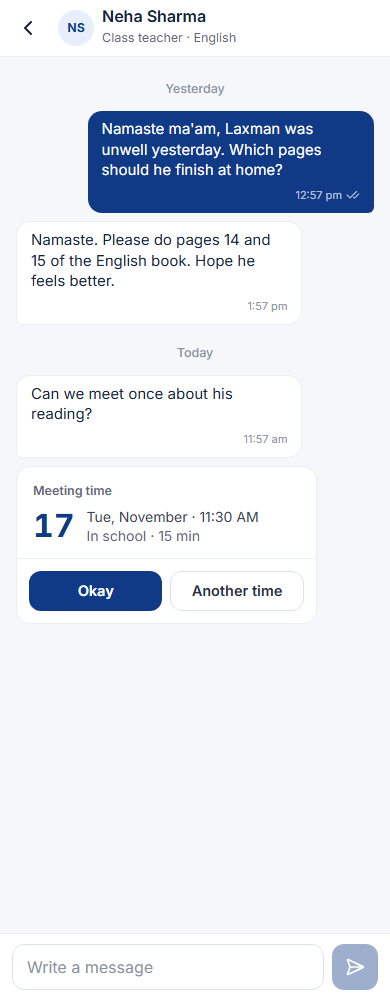 NS
Neha Sharma
Class teacher · English
Yesterday
Namaste ma'am, Laxman was
unwell yesterday. Which pages
should he finish at home?
12:57 pm
Namaste. Please do pages 14 and
15 of the English book. Hope he
feels better.
1:57 pm
Today
Can we meet once about his
reading?
11:57 am
Meeting time
17
Tue, November · 11:30 AM
In school · 15 min
Okay
Another time
Write a message